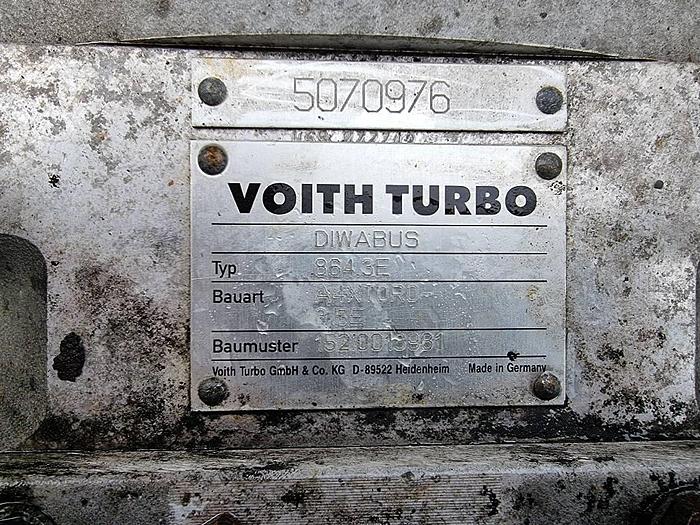 5070976
VOITH TURBO
DIWABUS
Typ 864.3E
Bauart
Baumuster
Voith Turbo GmbH & Co. KG D-89522 Heidenheim Made in Germany